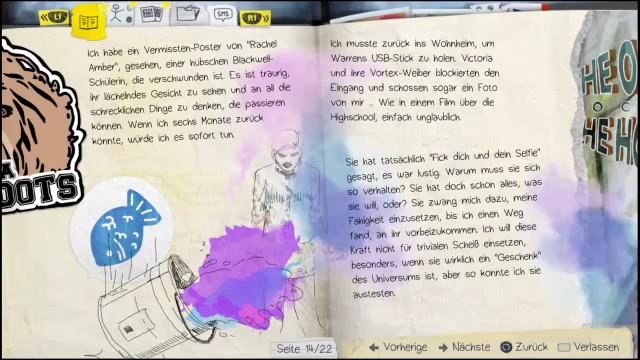 L1
SMS
R1
Ich habe ein Vermissten-Poster von "Rachel
Amber", gesehen, einer hübschen Blackwell-
Schülerin, die verschwunden ist. Es ist traurig,
ihr lächelndes Gesicht zu sehen und an all die
schrecklichen Dinge zu denken, die passieren
können. Wenn ich sechs Monate zurück
könnte, würde ich es sofort tun.
OOTS
Ich musste zurück ins Wohnheim, um
Warrens USB-Stick zu holen. Victoria
und ihre Vortex-Weiber blockierten den
Eingang und schossen sogar ein Foto
von mir .. Wie in einem Film über die
Highschool, einfach unglaublich.
Sie hat tatsächlich "Fick dich und dein Selfie"
gesagt, es war lustig. Warum muss sie sich
so verhalten? Sie hat doch schon alles, was
sie will, oder? Sie zwang mich dazu, meine
Fähigkeit einzusetzen, bis ich einen Weg
fand, an ihr vorbeizukommen. Ich will diese
Kraft nicht für trivialen Scheiß einsetzen,
besonders, wenn sie wirklich ein "Geschenk"
des Universums ist, aber so konnte ich sie
austesten.
Seite 14/22
Vorherige Nächste Zurück Verlassen